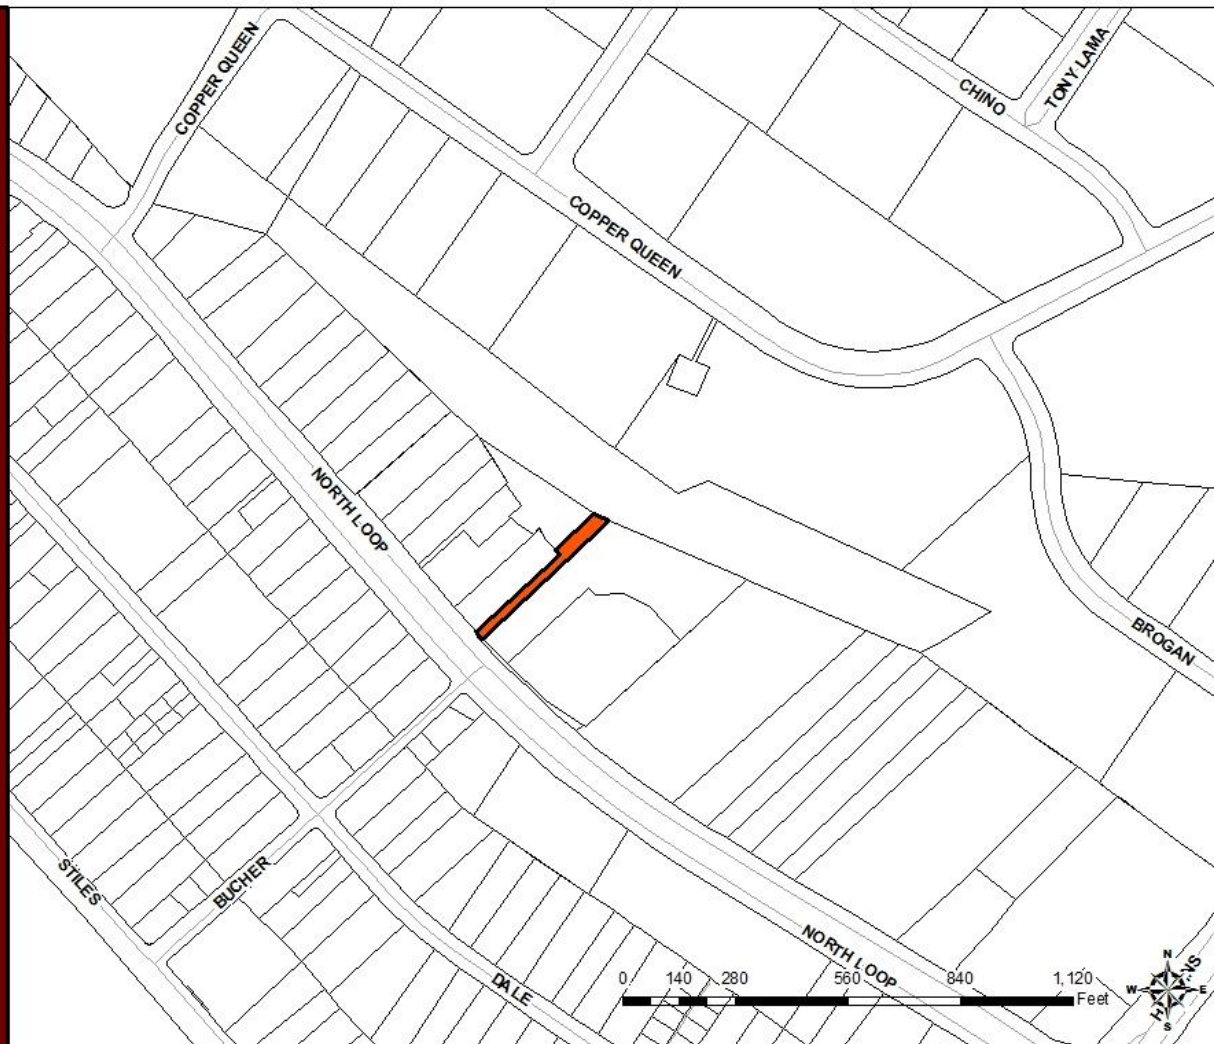 COPPER QUEEN
TONY LAMA
CHINO
COPPER QUEEN
NORTH LOOP
BROGAN
STILES
BUCHER
DALE
NORTH LOOP
0 140 280 560 840 1,120
Feet
N
W E
S